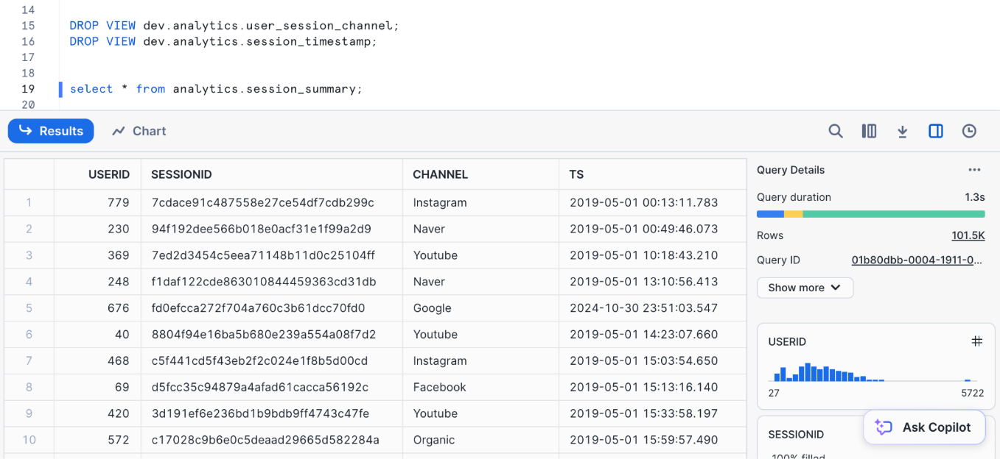 14
15 DROP VIEW dev.analytics.user_session_channel;
16 DROP VIEW dev.analytics.session_timestamp;
17
18
19 select * from analytics.session_summary;
20
Results Chart
USERID SESSIONID CHANNEL TS
1 779 7cdace91c487558e27ce54df7cdb299c Instagram 2019-05-01 00:13:11.783
2 230 94f192dee566b018e0acf31e1f99a2d9 Naver 2019-05-01 00:49:46.073
3 369 7ed2d3454c5eea71148b11d0c25104ff Youtube 2019-05-01 10:18:43.210
4 248 f1daf122cde863010844459363cd31db Naver 2019-05-01 13:10:56.413
5 676 fd0efcca272f704a760c3b61dcc70fd0 Google 2024-10-30 23:51:03.547
6 40 8804f94e16ba5b680e239a554a08f7d2 Youtube 2019-05-01 14:23:07.660
7 468 c5f441cd5f43eb2f2c024e1f8b5d00cd Instagram 2019-05-01 15:03:54.650
8 69 d5fcc35c94879a4afad61cacca56192c Facebook 2019-05-01 15:13:16.140
9 420 3d191ef6e236bd1b9bdb9ff4743c47fe Youtube 2019-05-01 15:33:58.197
10 572 c17028c9b6e0c5deaad29665d582284a Organic 2019-05-01 15:59:57.490
Query Details ...
Query duration 1.3s
Rows 101.5K
Query ID 01b80dbb-0004-1911-0...
Show more
USERID #
27 5722
SESSIONID
Ask Copilot
100% filled